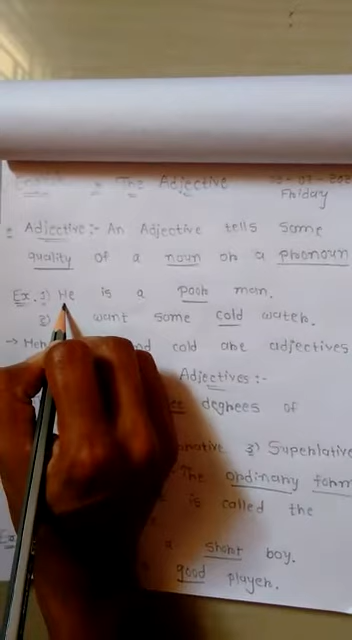 The Adjective
Friday
Adjective:- An Adjective tells some
quality of a noun or a pronoun
Ex. 1) He is a poor man.
2) want some cold water.
→ Her nd cold are adjectives
Adjectives:-
degrees of
3) Superlative
The ordinary form
is called the
a short boy.
good player.